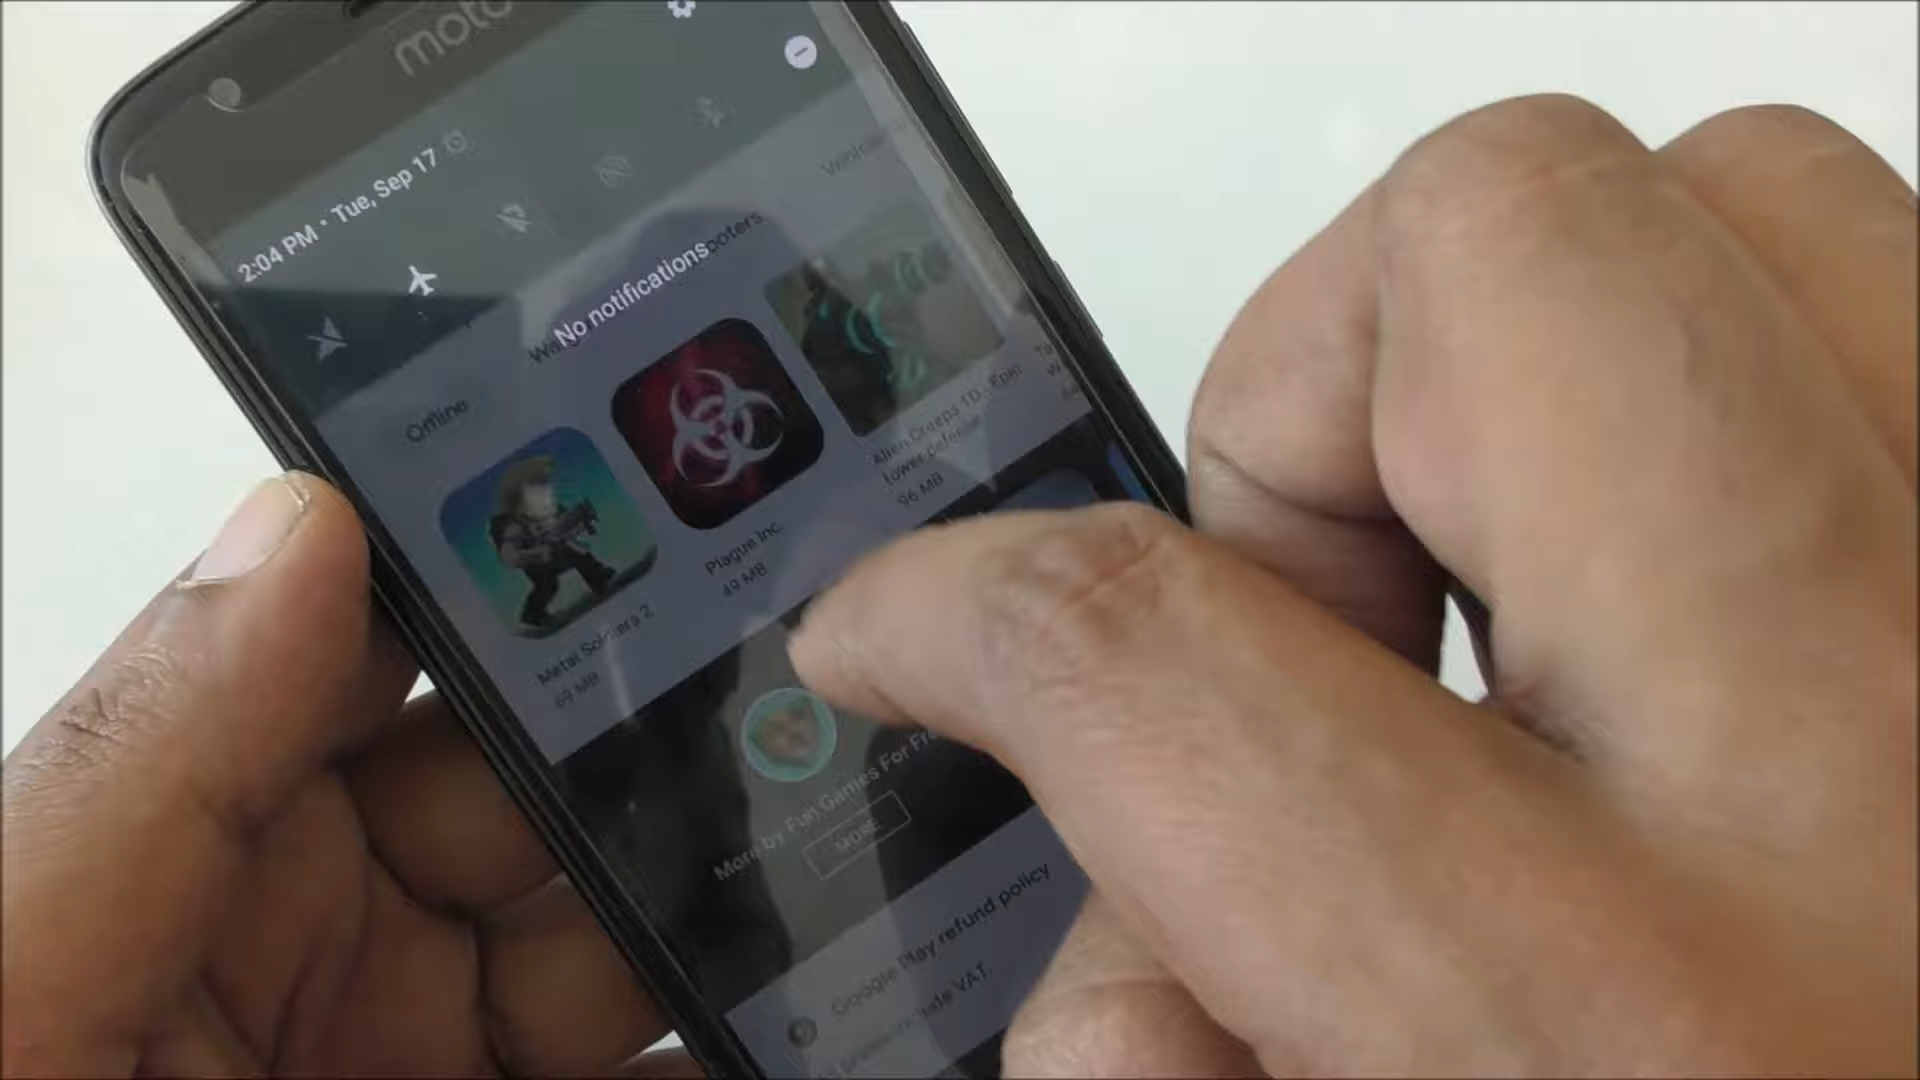 moto
2:04 PM • Tue, Sep 17
No notifications
Offline
Metal Soldiers 2
69 MB
Plague Inc.
49 MB
Alien Creeps TD - Epic
tower defense
96 MB
More by Fun Games For Fre
MORE
Google Play refund policy
include VAT.